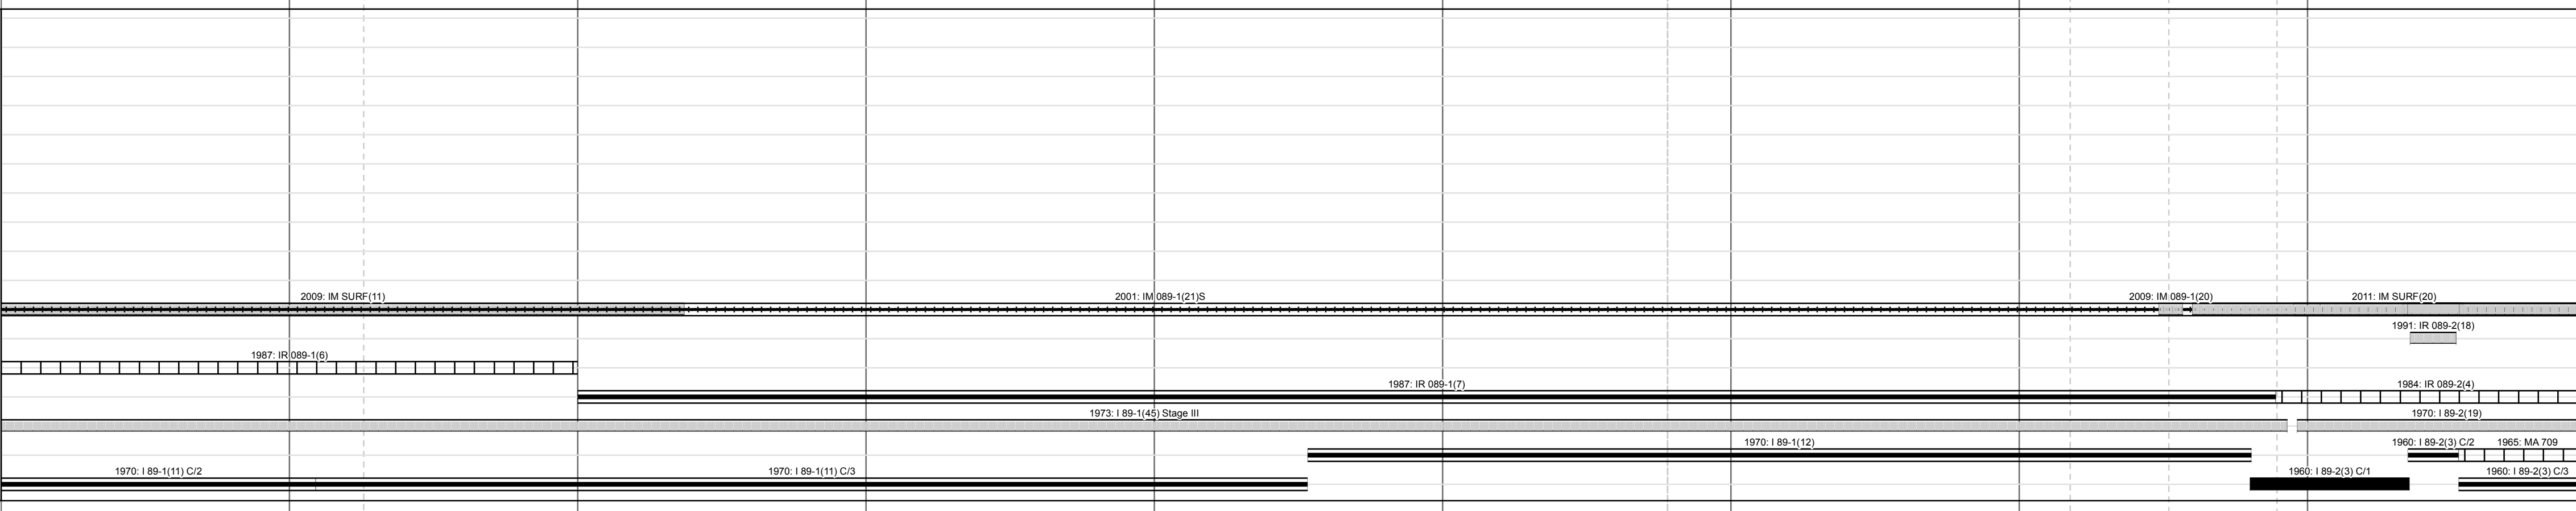 2009: IM SURF(11)
2001: IM 089-1(21)S
2009: IM 089-1(20)
2011: IM SURF(20)
1991: IR 089-2(18)
1987: IR 089-1(6)
1987: IR 089-1(7)
1984: IR 089-2(4)
1973: I 89-1(45) Stage III
1970: I 89-2(19)
1970: I 89-1(12)
1960: I 89-2(3) C/2
1965: MA 709
1970: I 89-1(11) C/2
1970: I 89-1(11) C/3
1960: I 89-2(3) C/1
1960: I 89-2(3) C/3